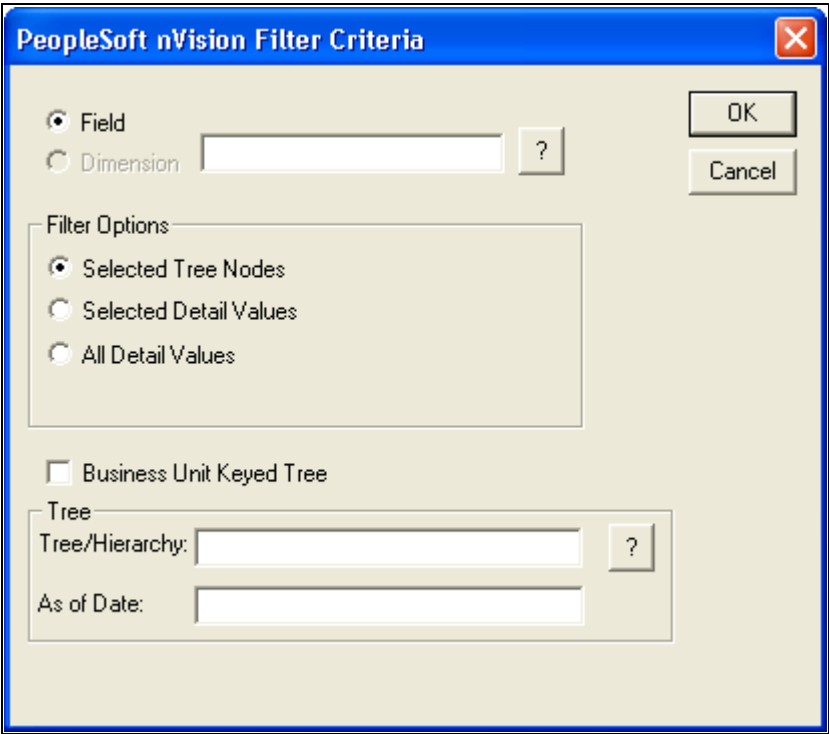 PeopleSoft nVision Filter Criteria
Field
OK
Dimension
?
Cancel
Filter Options
Selected Tree Nodes
Selected Detail Values
All Detail Values
Business Unit Keyed Tree
Tree
Tree/Hierarchy:
?
As of Date: